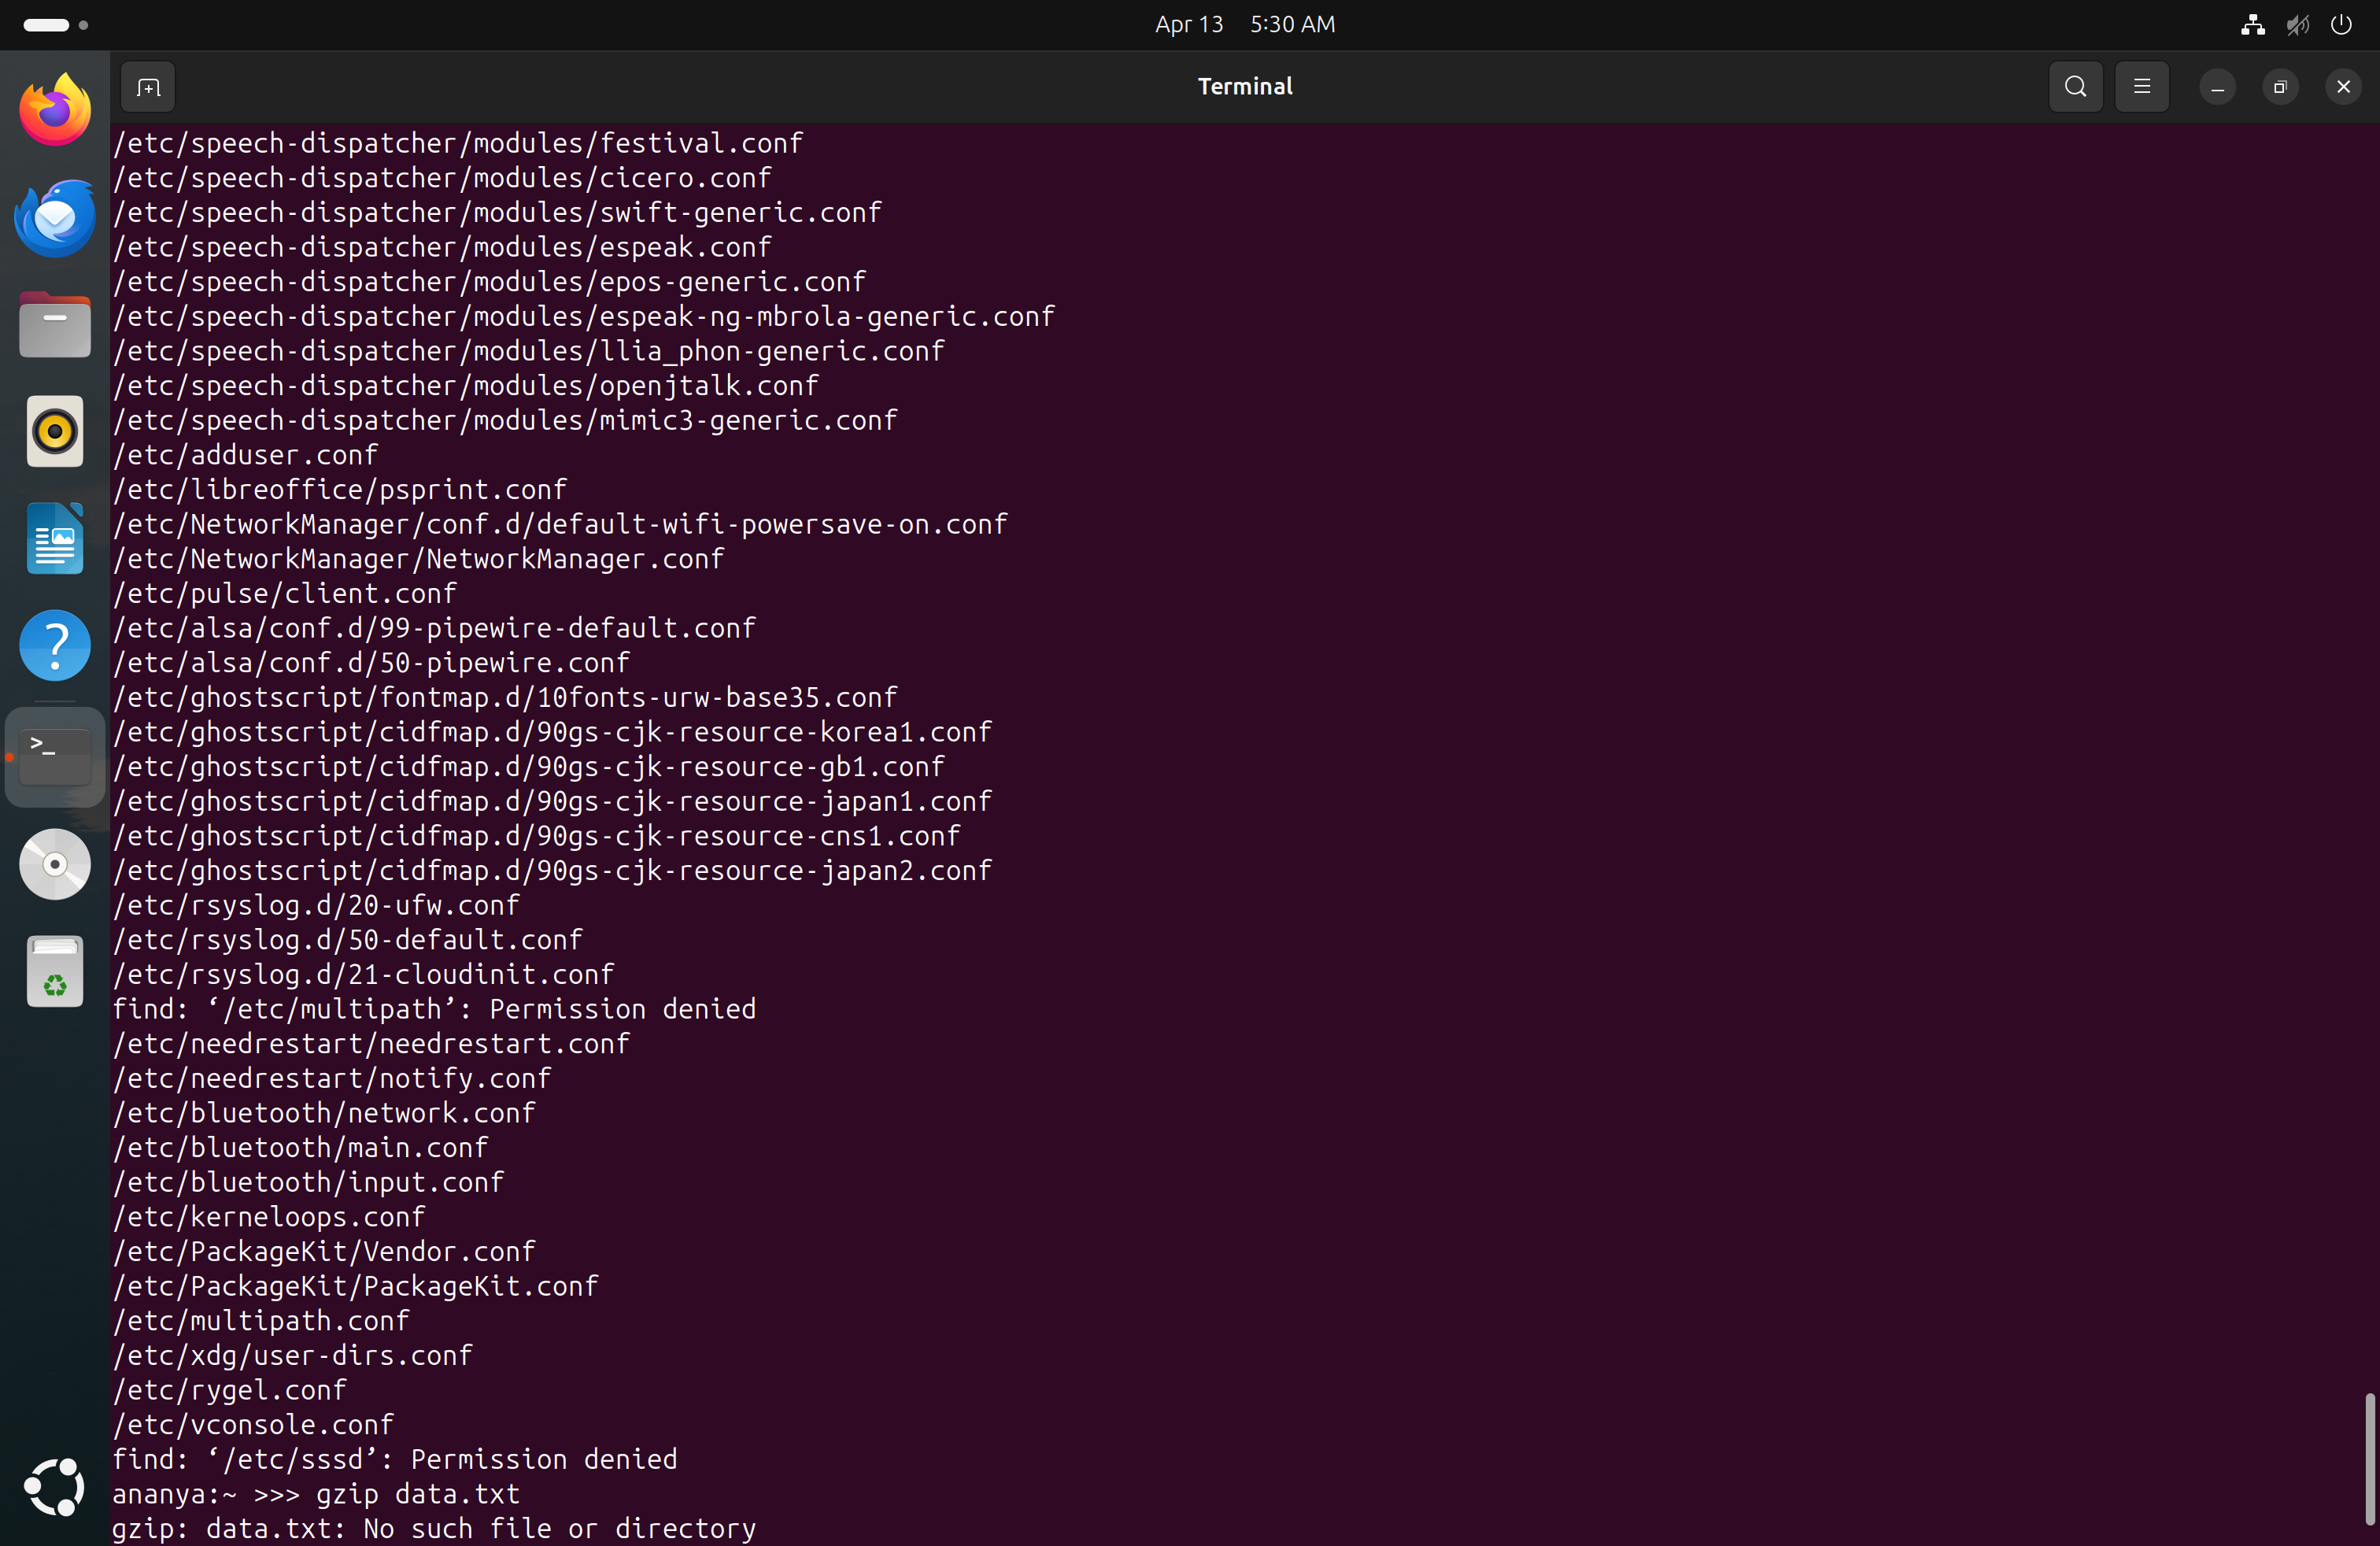 Apr 13 5:30 AM
Terminal
/etc/speech-dispatcher/modules/festival.conf
/etc/speech-dispatcher/modules/cicero.conf
/etc/speech-dispatcher/modules/swift-generic.conf
/etc/speech-dispatcher/modules/espeak.conf
/etc/speech-dispatcher/modules/epos-generic.conf
/etc/speech-dispatcher/modules/espeak-ng-mbrola-generic.conf
/etc/speech-dispatcher/modules/llia_phon-generic.conf
/etc/speech-dispatcher/modules/openjtalk.conf
/etc/speech-dispatcher/modules/mimic3-generic.conf
/etc/adduser.conf
/etc/libreoffice/psprint.conf
/etc/NetworkManager/conf.d/default-wifi-powersave-on.conf
/etc/NetworkManager/NetworkManager.conf
/etc/pulse/client.conf
/etc/alsa/conf.d/99-pipewire-default.conf
/etc/alsa/conf.d/50-pipewire.conf
/etc/ghostscript/fontmap.d/10fonts-urw-base35.conf
/etc/ghostscript/cidfmap.d/90gs-cjk-resource-korea1.conf
/etc/ghostscript/cidfmap.d/90gs-cjk-resource-gb1.conf
/etc/ghostscript/cidfmap.d/90gs-cjk-resource-japan1.conf
/etc/ghostscript/cidfmap.d/90gs-cjk-resource-cns1.conf
/etc/ghostscript/cidfmap.d/90gs-cjk-resource-japan2.conf
/etc/rsyslog.d/20-ufw.conf
/etc/rsyslog.d/50-default.conf
/etc/rsyslog.d/21-cloudinit.conf
find: ‘/etc/multipath’: Permission denied
/etc/needrestart/needrestart.conf
/etc/needrestart/notify.conf
/etc/bluetooth/network.conf
/etc/bluetooth/main.conf
/etc/bluetooth/input.conf
/etc/kerneloops.conf
/etc/PackageKit/Vendor.conf
/etc/PackageKit/PackageKit.conf
/etc/multipath.conf
/etc/xdg/user-dirs.conf
/etc/rygel.conf
/etc/vconsole.conf
find: ‘/etc/sssd’: Permission denied
ananya:~ >>> gzip data.txt
gzip: data.txt: No such file or directory